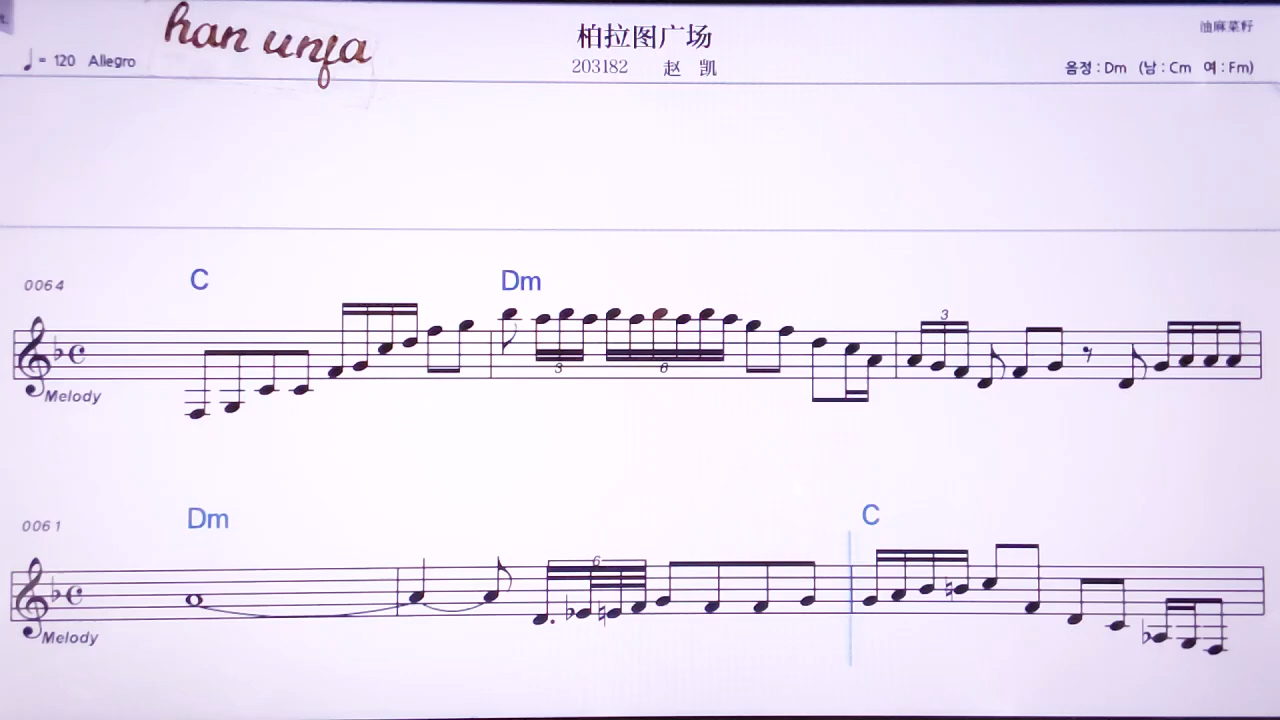 han unfa
柏拉图广场
油麻菜籽
♩ = 120 Allegro
203182 赵 凯
음정 : Dm (남 : Cm 여 : Fm)
0064
C
Dm
3
3
6
Melody
0061
Dm
C
6
Melody